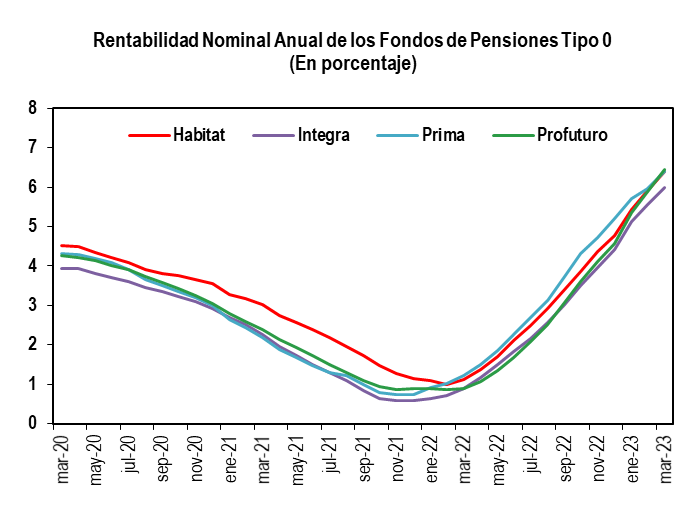 Rentabilidad Nominal Anual de los Fondos de Pensiones Tipo 0
(En porcentaje)
8
7
6
5
4
3
2
1
0
Habitat Integra Prima Profuturo
mar-20 may-20 jul-20 sep-20 nov-20 ene-21 mar-21 may-21 jul-21 sep-21 nov-21 ene-22 mar-22 may-22 jul-22 sep-22 nov-22 ene-23 mar-23